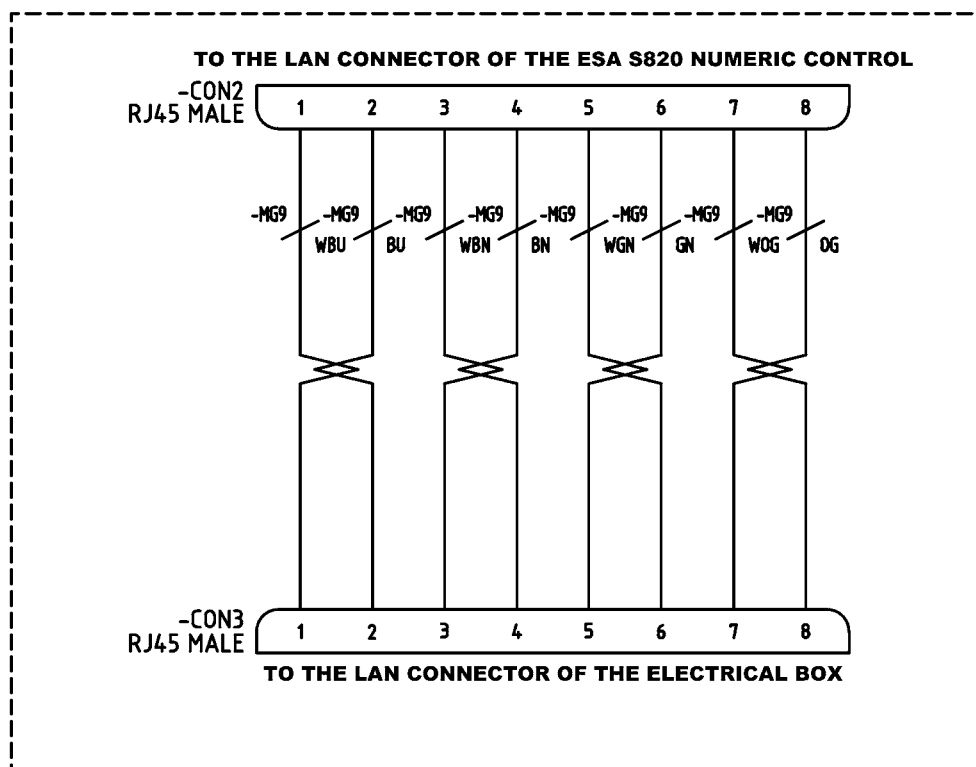 TO THE LAN CONNECTOR OF THE ESA S820 NUMERIC CONTROL
-CON2
RJ45 MALE
1 2 3 4 5 6 7 8
-MG9 -MG9 -MG9 -MG9 -MG9 -MG9 -MG9 -MG9
WBU BU WBN BN WGN GN WOG OG
-CON3
RJ45 MALE
1 2 3 4 5 6 7 8
TO THE LAN CONNECTOR OF THE ELECTRICAL BOX